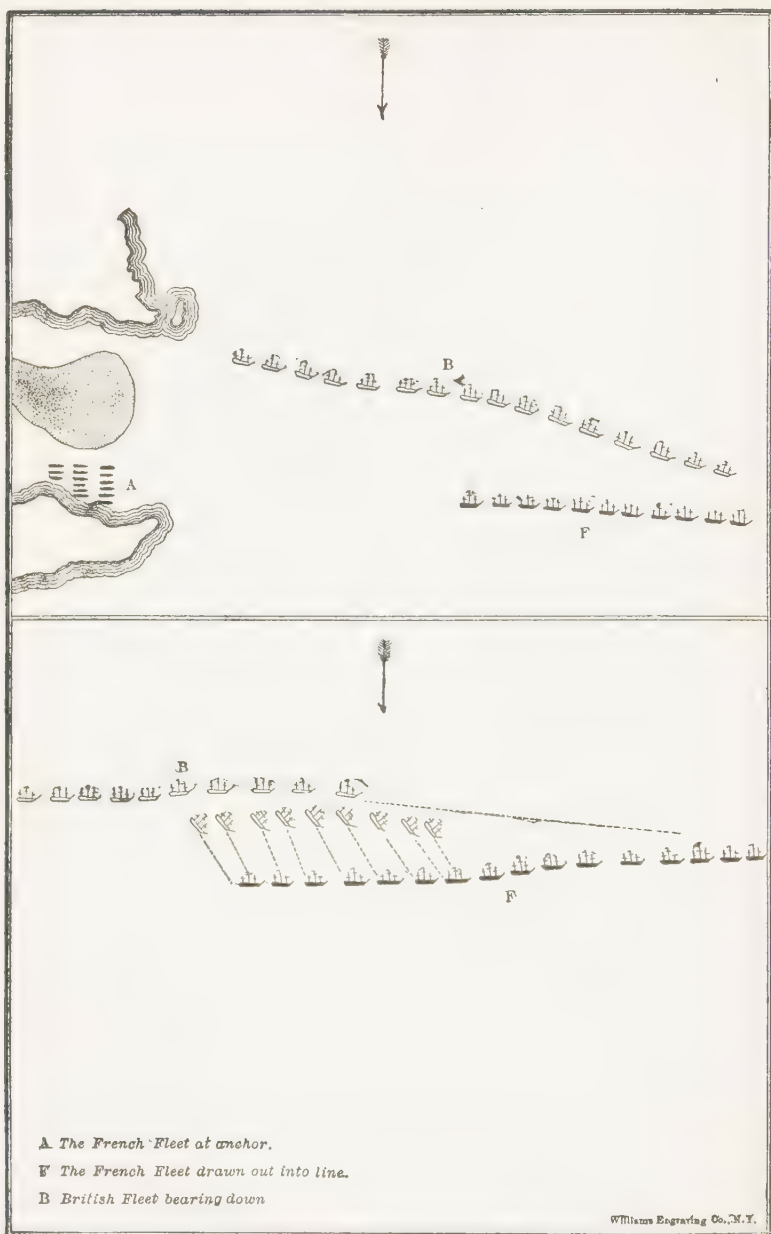 B
A
F
B
F
A The French Fleet at anchor.
F The French Fleet drawn out into line.
B British Fleet bearing down
Williams Engraving Co., N.Y.